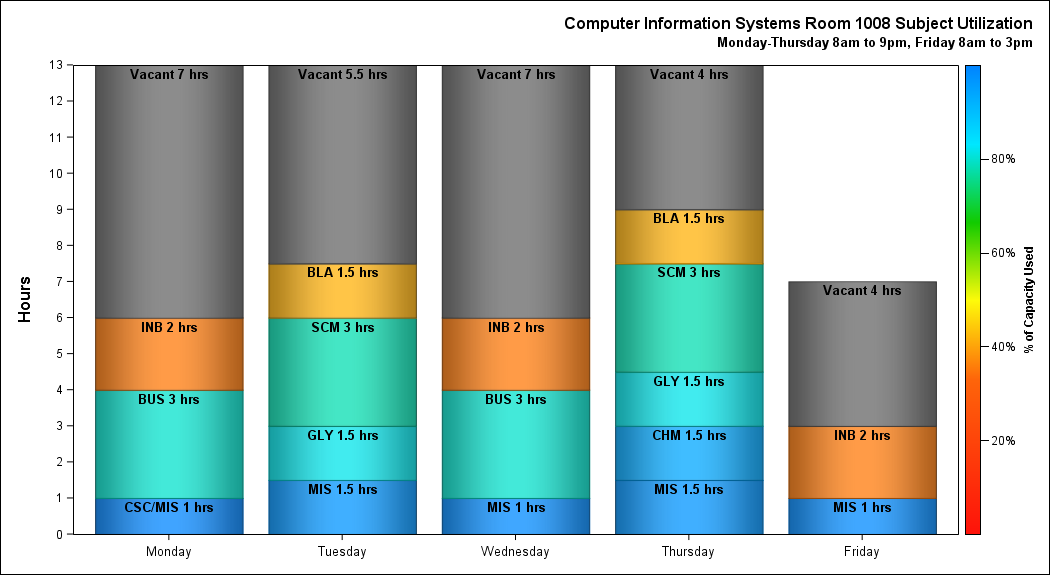 Computer Information Systems Room 1008 Subject Utilization
Monday-Thursday 8am to 9pm, Friday 8am to 3pm
Hours
13
12
11
10
9
8
7
6
5
4
3
2
1
0
Vacant 7 hrs
INB 2 hrs
BUS 3 hrs
CSC/MIS 1 hrs
Vacant 5.5 hrs
BLA 1.5 hrs
SCM 3 hrs
GLY 1.5 hrs
MIS 1.5 hrs
Vacant 7 hrs
INB 2 hrs
BUS 3 hrs
MIS 1 hrs
Vacant 4 hrs
BLA 1.5 hrs
SCM 3 hrs
GLY 1.5 hrs
CHM 1.5 hrs
MIS 1.5 hrs
Vacant 4 hrs
INB 2 hrs
MIS 1 hrs
Monday
Tuesday
Wednesday
Thursday
Friday
80%
60%
40%
20%
% of Capacity Used